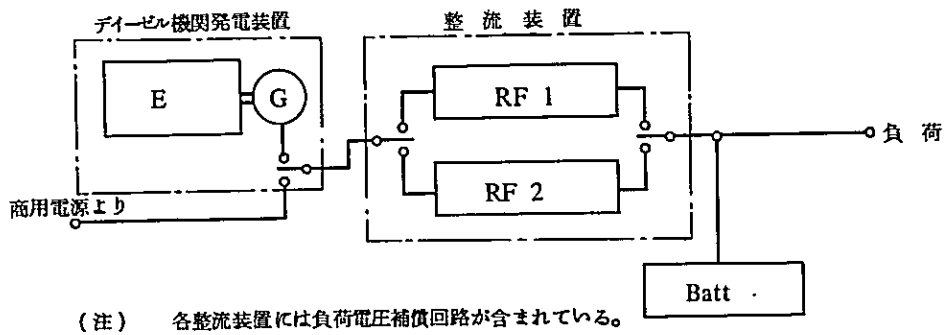 デイーゼル機関発電装置
整流装置
E
G
RF 1
RF 2
負荷
商用電源より
Batt
(注) 各整流装置には負荷電圧補償回路が含まれている。